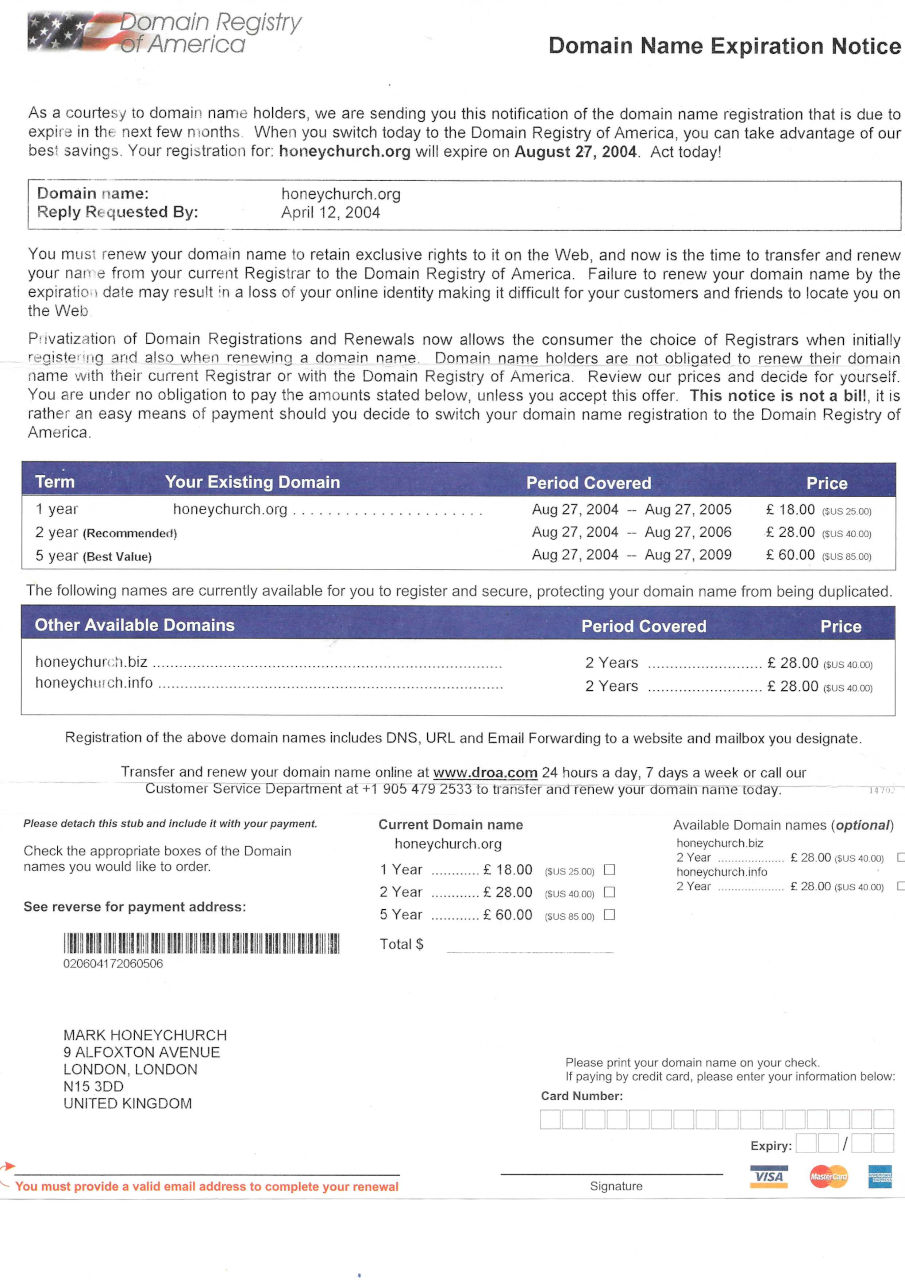 Domain Registry
of America
Domain Name Expiration Notice
As a courtesy to domain name holders, we are sending you this notification of the domain name registration that is due to
expire in the next few months. When you switch today to the Domain Registry of America, you can take advantage of our
best savings. Your registration for: honeychurch.org will expire on August 27, 2004. Act today!
Domain name: honeychurch.org
Reply Requested By: April 12, 2004
You must renew your domain name to retain exclusive rights to it on the Web, and now is the time to transfer and renew
your name from your current Registrar to the Domain Registry of America. Failure to renew your domain name by the
expiration date may result in a loss of your online identity making it difficult for your customers and friends to locate you on
the Web
Privatization of Domain Registrations and Renewals now allows the consumer the choice of Registrars when initially
registering and also when renewing a domain name. Domain name holders are not obligated to renew their domain
name with their current Registrar or with the Domain Registry of America. Review our prices and decide for yourself.
You are under no obligation to pay the amounts stated below, unless you accept this offer. This notice is not a bill, it is
rather an easy means of payment should you decide to switch your domain name registration to the Domain Registry of
America.
Term Your Existing Domain Period Covered Price
1 year honeychurch.org ...................... Aug 27, 2004 -- Aug 27, 2005 £ 18.00 ($US 25.00)
2 year (Recommended) Aug 27, 2004 -- Aug 27, 2006 £ 28.00 ($US 40.00)
5 year (Best Value) Aug 27, 2004 -- Aug 27, 2009 £ 60.00 ($US 85.00)
The following names are currently available for you to register and secure, protecting your domain name from being duplicated.
Other Available Domains Period Covered Price
honeychurch.biz ........................ 2 Years ........................ £ 28.00 ($US 40.00)
honeychurch.info ........................ 2 Years ........................ £ 28.00 ($US 40.00)
Registration of the above domain names includes DNS, URL and Email Forwarding to a website and mailbox you designate.
Transfer and renew your domain name online at www.droa.com 24 hours a day, 7 days a week or call our
Customer Service Department at +1 905 479 2533 to transfer and renew your domain name today.
Please detach this stub and include it with your payment.
Check the appropriate boxes of the Domain
names you would like to order.
See reverse for payment address:
020604172060506
Current Domain name
honeychurch.org
1 Year ............ £ 18.00 ($US 25.00)
2 Year ............ £ 28.00 ($US 40.00)
5 Year ............ £ 60.00 ($US 85.00)
Total $
Available Domain names (optional)
honeychurch.biz
2 Year .................... £ 28.00 ($US 40.00)
honeychurch.info
2 Year .................... £ 28.00 ($US 40.00)
MARK HONEYCHURCH
9 ALFOXTON AVENUE
LONDON, LONDON
N15 3DD
UNITED KINGDOM
Please print your domain name on your check.
If paying by credit card, please enter your information below:
Card Number:
Expiry: /
VISA MasterCard
You must provide a valid email address to complete your renewal
Signature